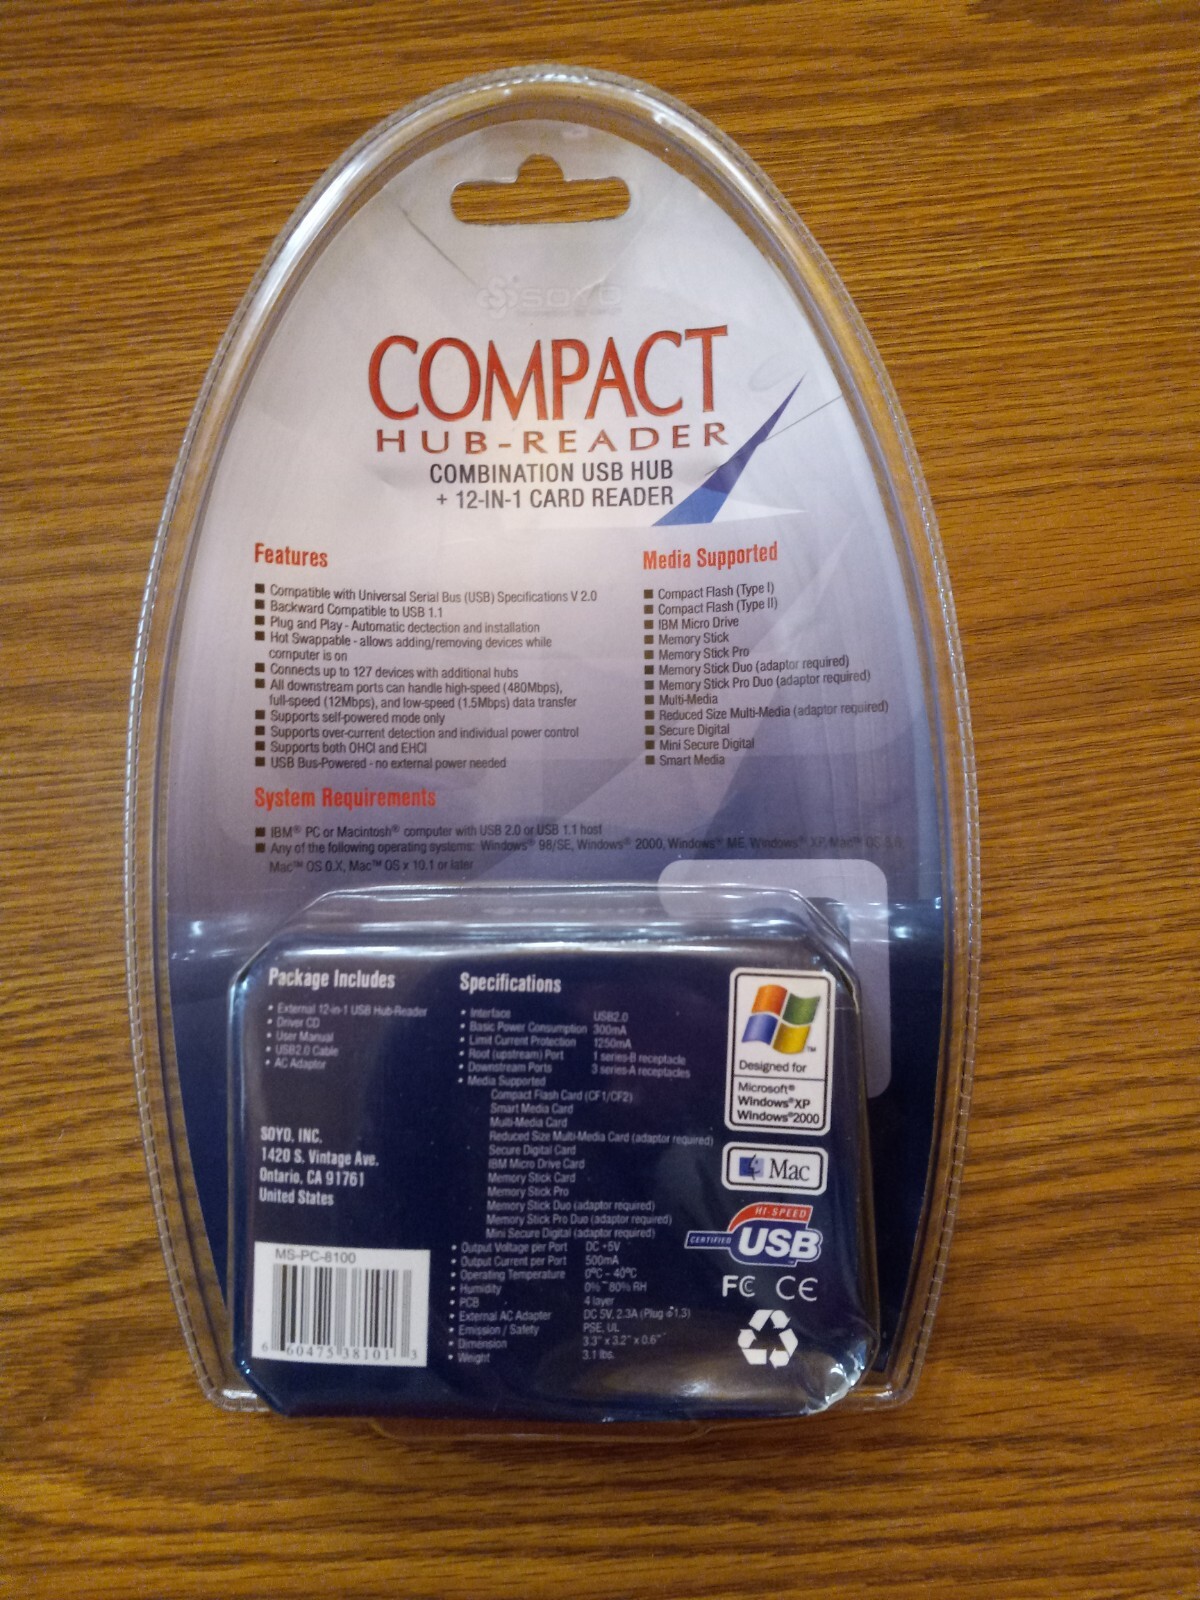 SOYO
COMPACT
HUB-READER
COMBINATION USB HUB
+ 12-IN-1 CARD READER
Features
■ Compatible with Universal Serial Bus (USB) Specifications V 2.0
■ Backward Compatible to USB 1.1
■ Plug and Play - Automatic dectection and installation
■ Hot Swappable - allows adding/removing devices while
computer is on
■ Connects up to 127 devices with additional hubs
■ All downstream ports can handle high-speed (480Mbps),
full-speed (12Mbps), and low-speed (1.5Mbps) data transfer
■ Supports self-powered mode only
■ Supports over-current detection and individual power control
■ Supports both OHCI and EHCI
■ USB Bus-Powered - no external power needed
Media Supported
■ Compact Flash (Type I)
■ Compact Flash (Type II)
■ IBM Micro Drive
■ Memory Stick
■ Memory Stick Pro
■ Memory Stick Duo (adaptor required)
■ Memory Stick Pro Duo (adaptor required)
■ Multi-Media
■ Reduced Size Multi-Media (adaptor required)
■ Secure Digital
■ Mini Secure Digital
■ Smart Media
System Requirements
■ IBM® PC or Macintosh® computer with USB 2.0 or USB 1.1 host
■ Any of the following operating systems: Windows® 98/SE, Windows® 2000, Windows® ME, Windows® XP, Mac™ OS
Mac™ OS 0.X, Mac™ OS x 10.1 or later
Package Includes
• External 12-in-1 USB Hub-Reader
• Driver CD
• User Manual
• USB2.0 Cable
• AC Adaptor
SOYO, INC.
1420 S. Vintage Ave.
Ontario, CA 91761
United States
MS-PC-8100
6 60475 38101 3
Specifications
• Interface USB2.0
• Basic Power Consumption 300mA
• Limit Current Protection 1250mA
• Root (upstream) Port 1 series-B receptacle
• Downstream Ports 3 series-A receptacles
• Media Supported
Compact Flash Card (CF1/CF2)
Smart Media Card
Multi-Media Card
Reduced Size Multi-Media Card (adaptor required)
Secure Digital Card
IBM Micro Drive Card
Memory Stick Card
Memory Stick Pro
Memory Stick Duo (adaptor required)
Memory Stick Pro Duo (adaptor required)
Mini Secure Digital (adaptor required)
• Output Voltage per Port DC +5V
• Output Current per Port 500mA
• Operating Temperature 0°C - 40°C
• Humidity 0% ~ 80% RH
• PCB 4 layer
• External AC Adapter DC 5V, 2.3A (Plug ⌀1.3)
• Emission / Safety PSE, UL
• Dimension 3.3" x 3.2" x 0.6"
• Weight 3.1 lbs.
™
Designed for
Microsoft®
Windows®XP
Windows®2000
Mac
HI-SPEED
CERTIFIED USB
FC CE